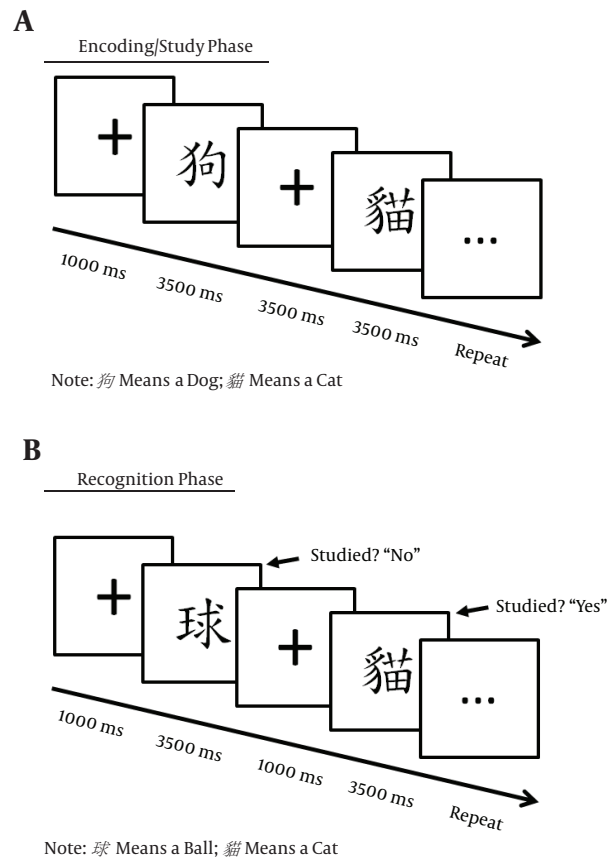 A
Encoding/Study Phase
狗
貓
...
1000 ms
3500 ms
3500 ms
3500 ms
Repeat
Note: 狗 Means a Dog; 貓 Means a Cat
B
Recognition Phase
Studied? “No”
Studied? “Yes”
球
貓
...
1000 ms
3500 ms
1000 ms
3500 ms
Repeat
Note: 球 Means a Ball; 貓 Means a Cat